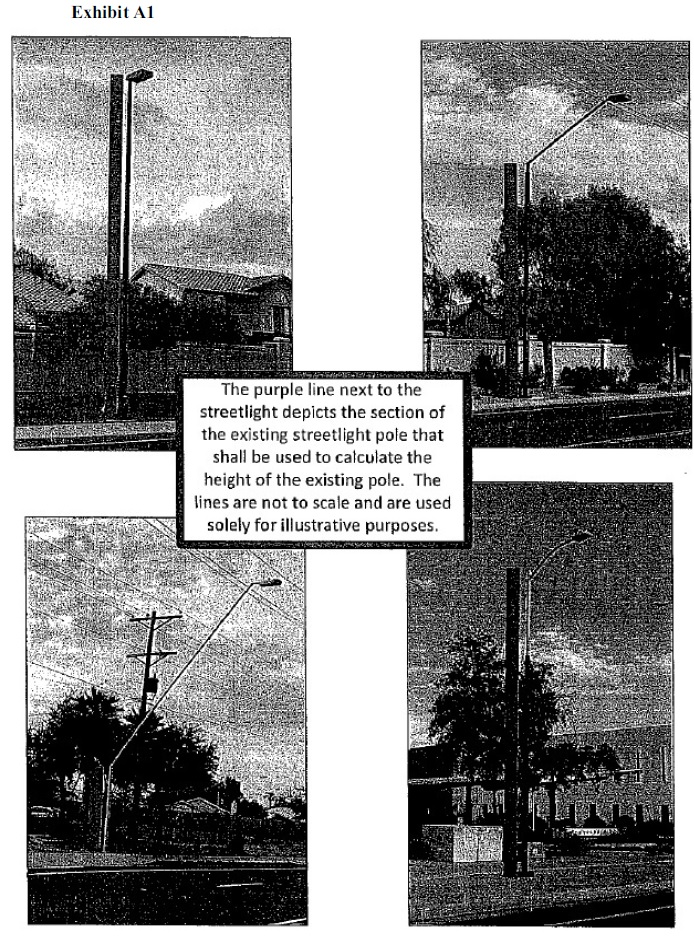 Exhibit A1
The purple line next to the
streetlight depicts the section of
the existing streetlight pole that
shall be used to calculate the
height of the existing pole. The
lines are not to scale and are used
solely for illustrative purposes.